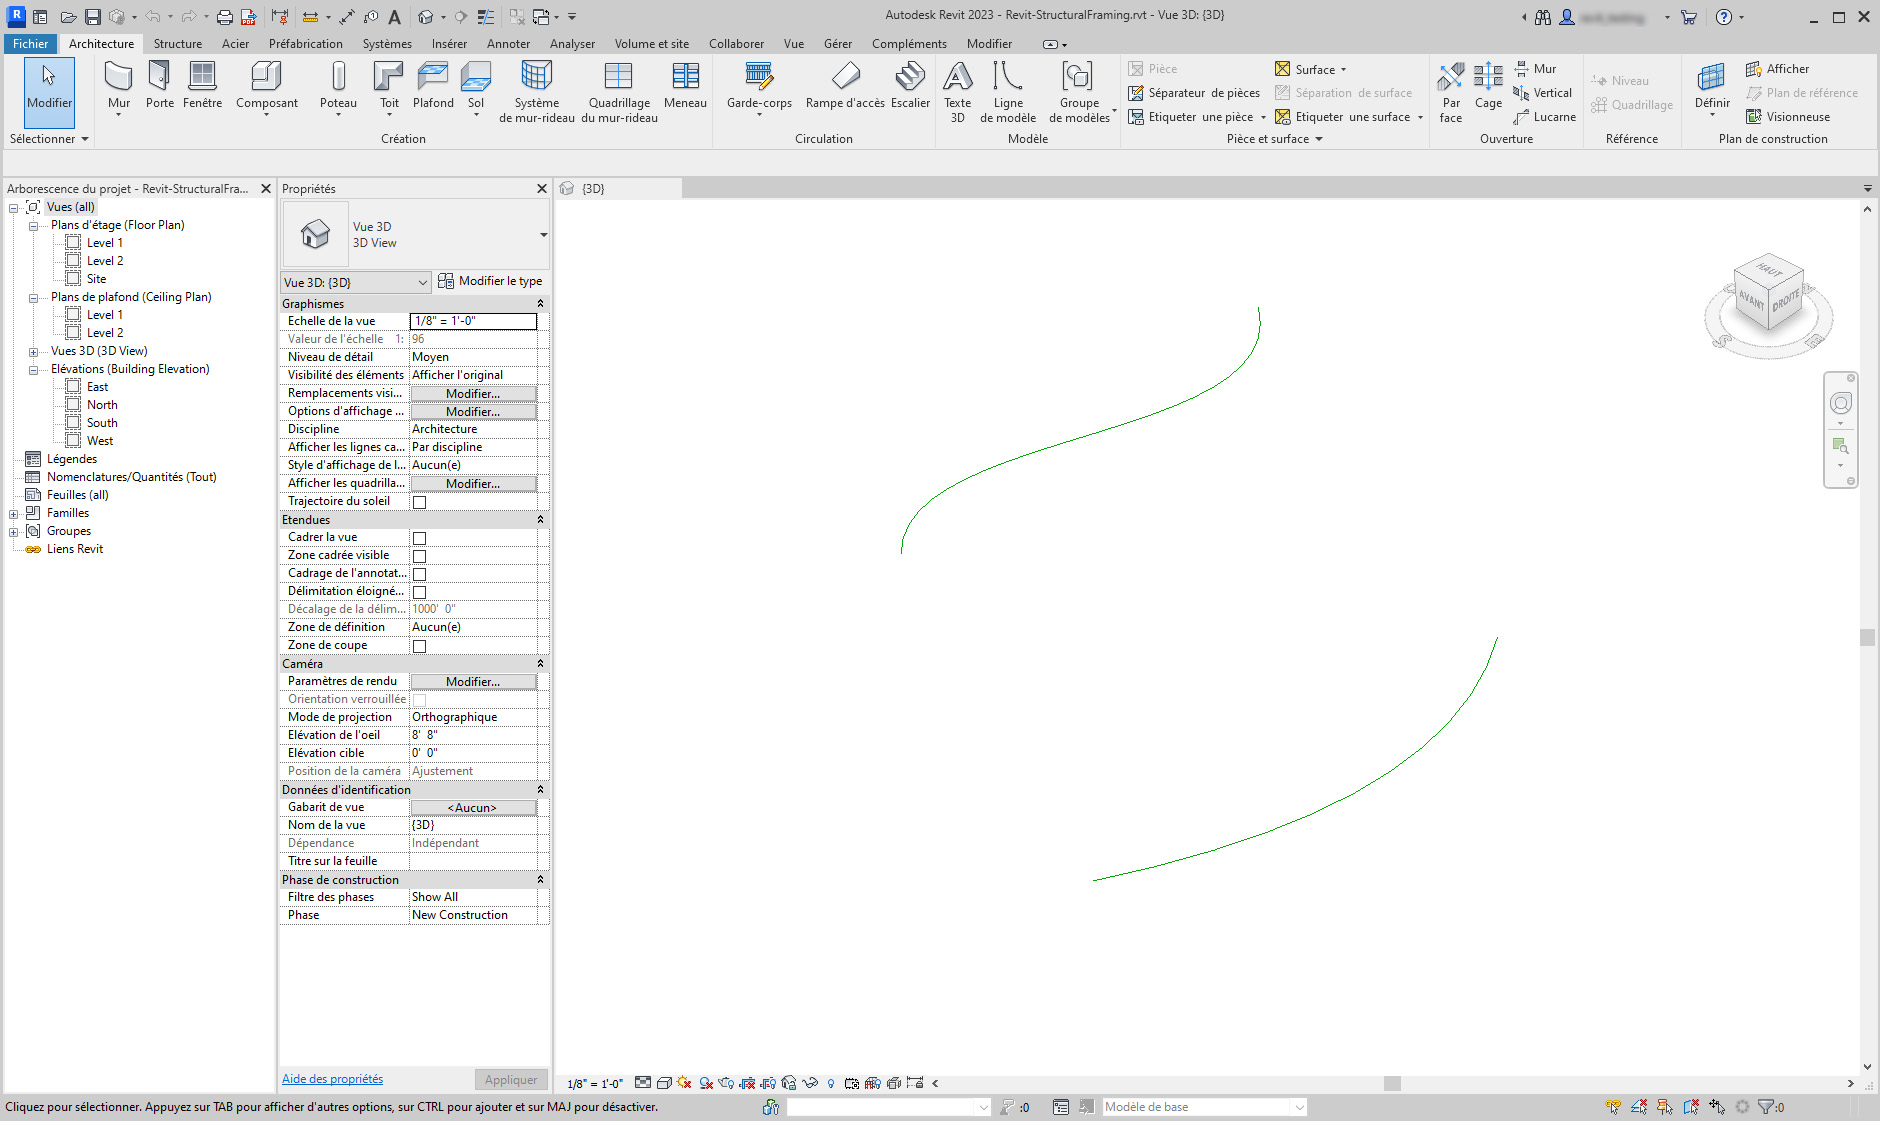 Autodesk Revit 2023 - Revit-StructuralFraming.rvt - Vue 3D: {3D}
Fichier Architecture Structure Acier Préfabrication Systèmes Insérer Annoter Analyser Volume et site Collaborer Vue Gérer Compléments Modifier
Modifier
Sélectionner
Mur
Porte
Fenêtre
Composant
Poteau
Toit
Plafond
Sol
Système
de mur-rideau
Quadrillage
du mur-rideau
Meneau
Création
Garde-corps
Rampe d'accès
Escalier
Circulation
Texte
3D
Ligne
de modèle
Groupe
de modèles
Modèle
Pièce
Séparateur de pièces
Etiqueter une pièce
Surface
Séparation de surface
Etiqueter une surface
Pièce et surface
Par
face
Cage
Mur
Vertical
Lucarne
Ouverture
Niveau
Quadrillage
Référence
Définir
Afficher
Plan de référence
Visionneuse
Plan de construction
Arborescence du projet - Revit-StructuralFra...
Vues (all)
Plans d'étage (Floor Plan)
Level 1
Level 2
Site
Plans de plafond (Ceiling Plan)
Level 1
Level 2
Vues 3D (3D View)
Elévations (Building Elevation)
East
North
South
West
Légendes
Nomenclatures/Quantités (Tout)
Feuilles (all)
Familles
Groupes
Liens Revit
Propriétés
Vue 3D
3D View
Vue 3D: {3D} Modifier le type
Graphismes
Echelle de la vue 1/8" = 1'-0"
Valeur de l'échelle 1: 96
Niveau de détail Moyen
Visibilité des éléments Afficher l'original
Remplacements visi... Modifier...
Options d'affichage ... Modifier...
Discipline Architecture
Afficher les lignes ca... Par discipline
Style d'affichage de l... Aucun(e)
Afficher les quadrilla... Modifier...
Trajectoire du soleil
Etendues
Cadrer la vue
Zone cadrée visible
Cadrage de l'annotat...
Délimitation éloigné...
Décalage de la délim... 1000' 0"
Zone de définition Aucun(e)
Zone de coupe
Caméra
Paramètres de rendu Modifier...
Orientation verrouillée
Mode de projection Orthographique
Elévation de l'oeil 8' 8"
Elévation cible 0' 0"
Position de la caméra Ajustement
Données d'identification
Gabarit de vue <Aucun>
Nom de la vue {3D}
Dépendance Indépendant
Titre sur la feuille
Phase de construction
Filtre des phases Show All
Phase New Construction
Aide des propriétés Appliquer
{3D}
HAUT
AVANT
DROITE
S
E
1/8" = 1'-0"
Cliquez pour sélectionner. Appuyez sur TAB pour afficher d'autres options, sur CTRL pour ajouter et sur MAJ pour désactiver.
:0
Modèle de base
:0